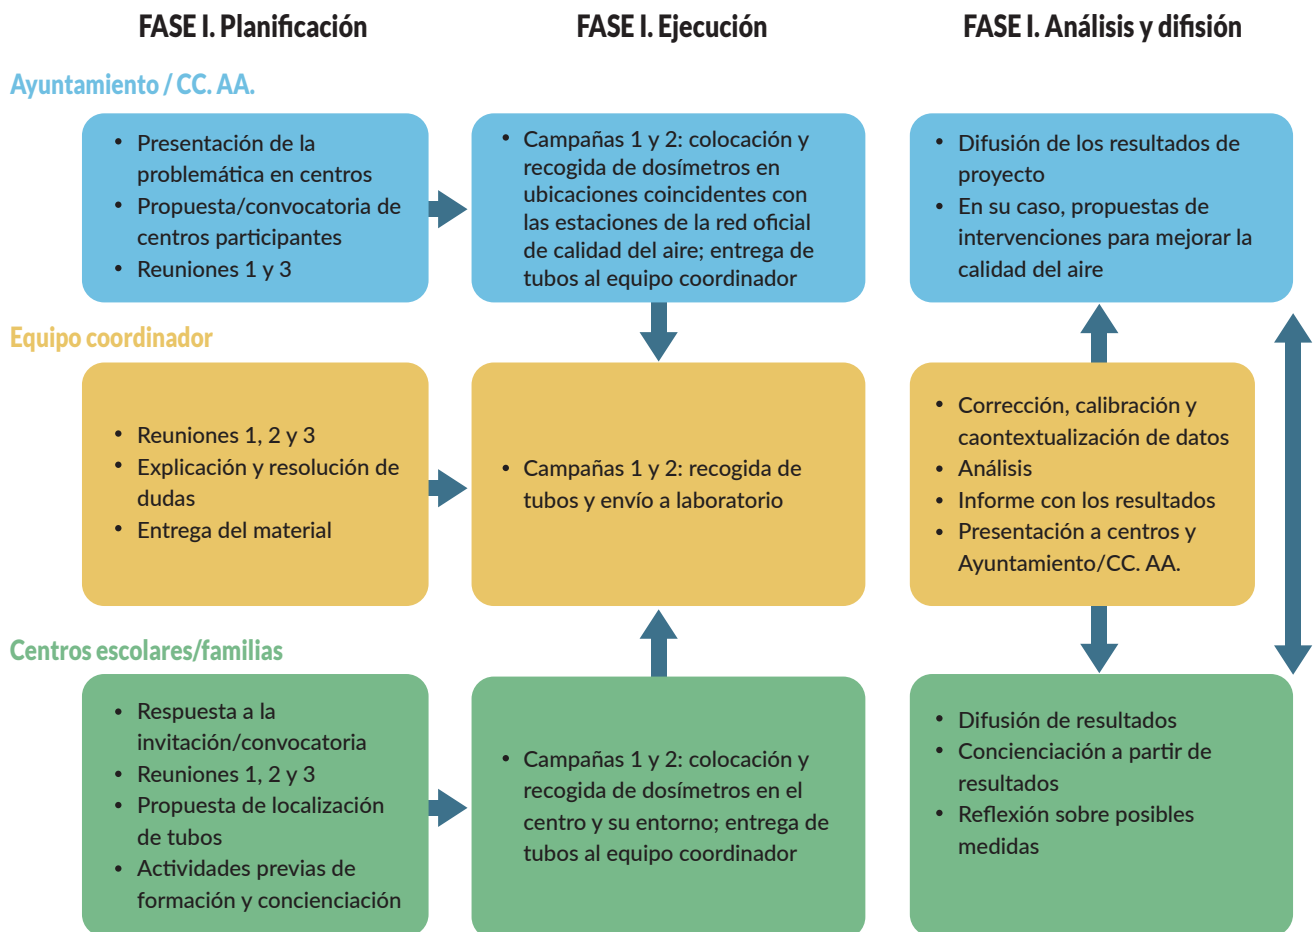 FASE I. Planificación
FASE I. Ejecución
FASE I. Análisis y difisión
Ayuntamiento / CC. AA.
• Presentación de la
problemática en centros
• Propuesta/convocatoria de
centros participantes
• Reuniones 1 y 3
• Campañas 1 y 2: colocación y
recogida de dosímetros en
ubicaciones coincidentes con
las estaciones de la red oficial
de calidad del aire; entrega de
tubos al equipo coordinador
• Difusión de los resultados de
proyecto
• En su caso, propuestas de
intervenciones para mejorar la
calidad del aire
Equipo coordinador
• Reuniones 1, 2 y 3
• Explicación y resolución de
dudas
• Entrega del material
• Campañas 1 y 2: recogida de
tubos y envío a laboratorio
• Corrección, calibración y
caontextualización de datos
• Análisis
• Informe con los resultados
• Presentación a centros y
Ayuntamiento/CC. AA.
Centros escolares/familias
• Respuesta a la
invitación/convocatoria
• Reuniones 1, 2 y 3
• Propuesta de localización
de tubos
• Actividades previas de
formación y concienciación
• Campañas 1 y 2: colocación y
recogida de dosímetros en el
centro y su entorno; entrega de
tubos al equipo coordinador
• Difusión de resultados
• Concienciación a partir de
resultados
• Reflexión sobre posibles
medidas